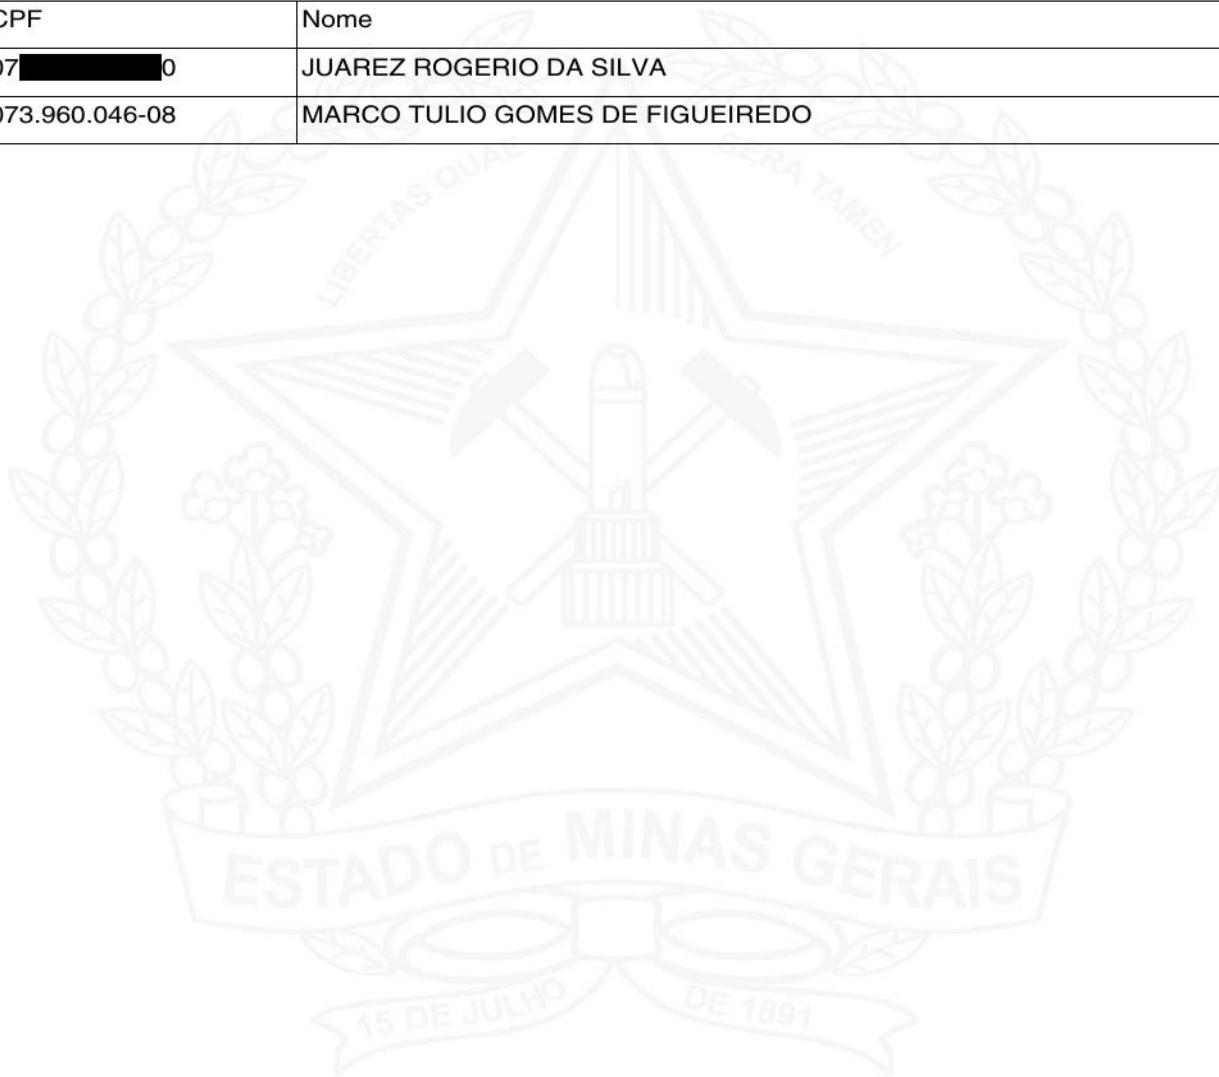 CPF Nome
07 0 JUAREZ ROGERIO DA SILVA
073.960.046-08 MARCO TULIO GOMES DE FIGUEIREDO
LIBERTAS QUAE SERA TAMEN
ESTADO DE MINAS GERAIS
15 DE JULHO DE 1891